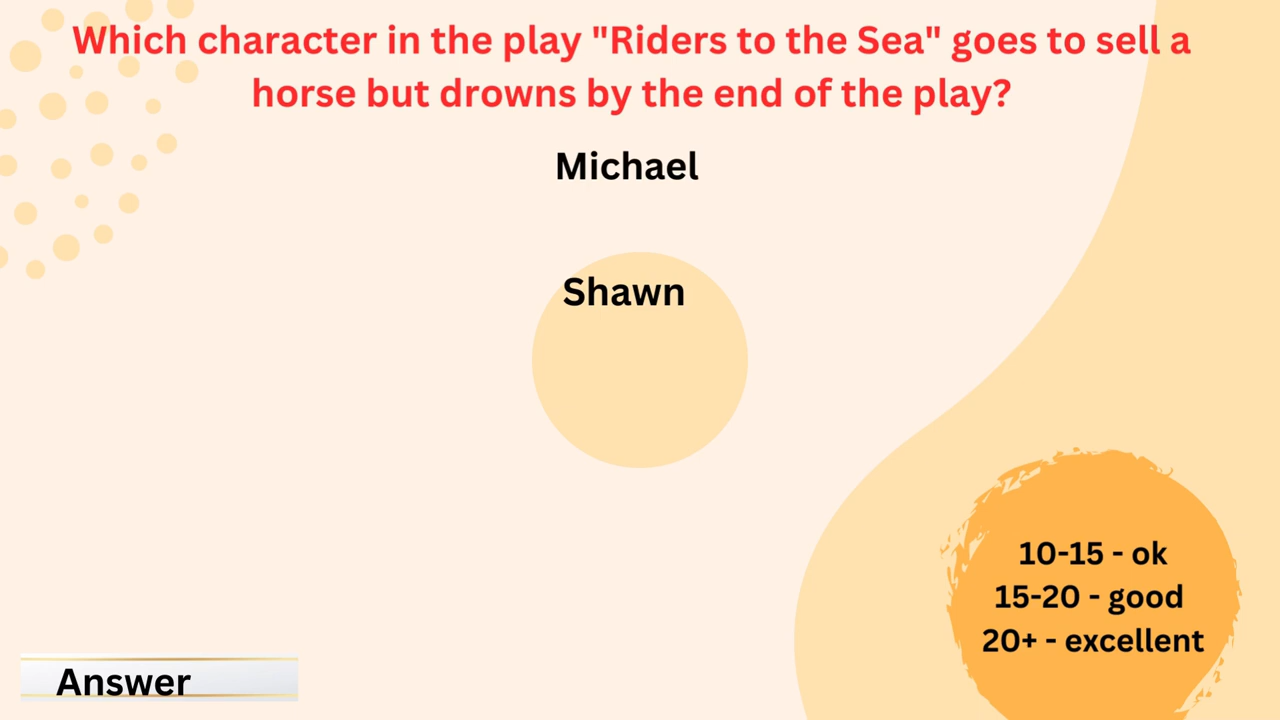 Which character in the play "Riders to the Sea" goes to sell a
horse but drowns by the end of the play?
Michael
Shawn
10-15 - ok
15-20 - good
20+ - excellent
Answer